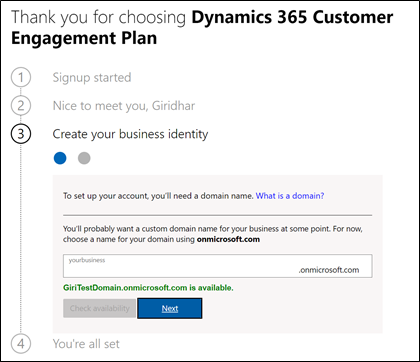 Thank you for choosing Dynamics 365 Customer
Engagement Plan
1 Signup started
2 Nice to meet you, Giridhar
3 Create your business identity
To set up your account, you'll need a domain name. What is a domain?
You'll probably want a custom domain name for your business at some point. For now,
choose a name for your domain using onmicrosoft.com
yourbusiness
.onmicrosoft.com
GiriTestDomain.onmicrosoft.com is available.
Check availability Next
4 You're all set